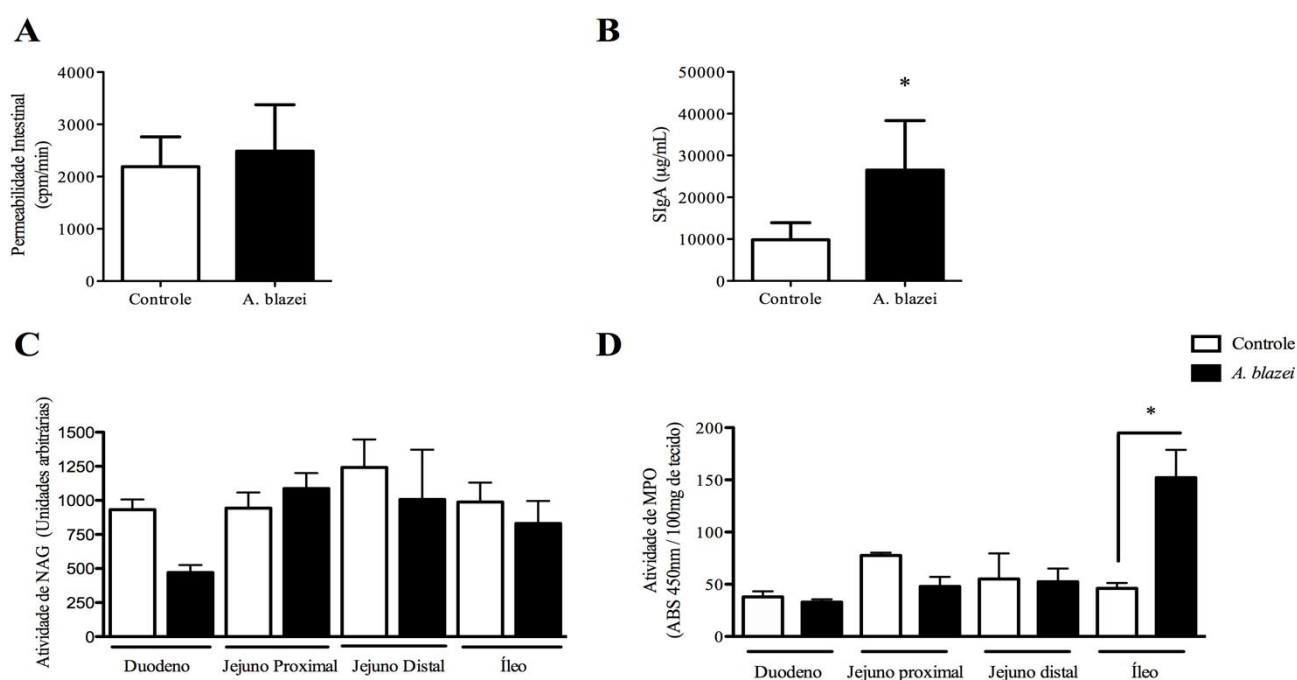 A
Permeabilidade Intestinal
(cpm/min)
4000
3000
2000
1000
0
Controle
A. blazei
B
SIgA (µg/mL)
50000
40000
30000
20000
10000
0
*
Controle
A. blazei
C
Atividade de NAG (Unidades arbitrárias)
1500
1250
1000
750
500
250
0
Duodeno
Jejuno Proximal
Jejuno Distal
Íleo
D
Controle
A. blazei
Atividade de MPO
(ABS 450nm / 100mg de tecido)
200
150
100
50
0
*
Duodeno
Jejuno proximal
Jejuno distal
Íleo